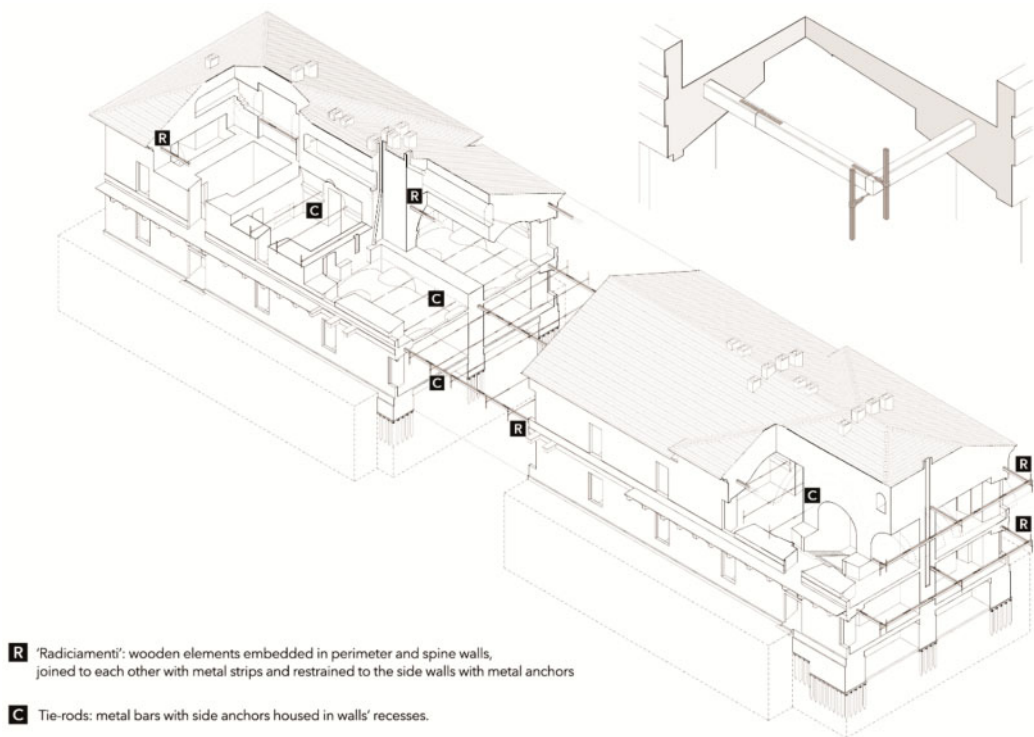 R
R
C
C
C
R
C
R
R
R 'Radiciamenti': wooden elements embedded in perimeter and spine walls,
joined to each other with metal strips and restrained to the side walls with metal anchors
C Tie-rods: metal bars with side anchors housed in walls' recesses.